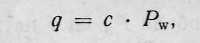 q = c · P_w,